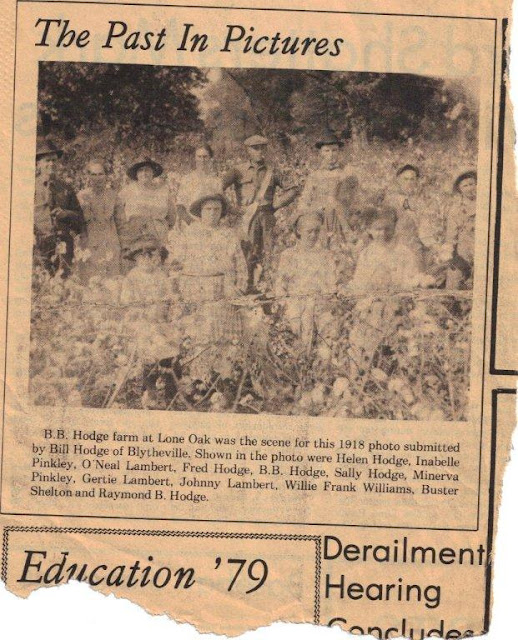 The Past In Pictures
B.B. Hodge farm at Lone Oak was the scene for this 1918 photo submitted
by Bill Hodge of Blytheville. Shown in the photo were Helen Hodge, Inabelle
Pinkley, O'Neal Lambert, Fred Hodge, B.B. Hodge, Sally Hodge, Minerva
Pinkley, Gertie Lambert, Johnny Lambert, Willie Frank Williams, Buster
Shelton and Raymond B. Hodge.
Education '79
Derailment
Hearing
Concludes